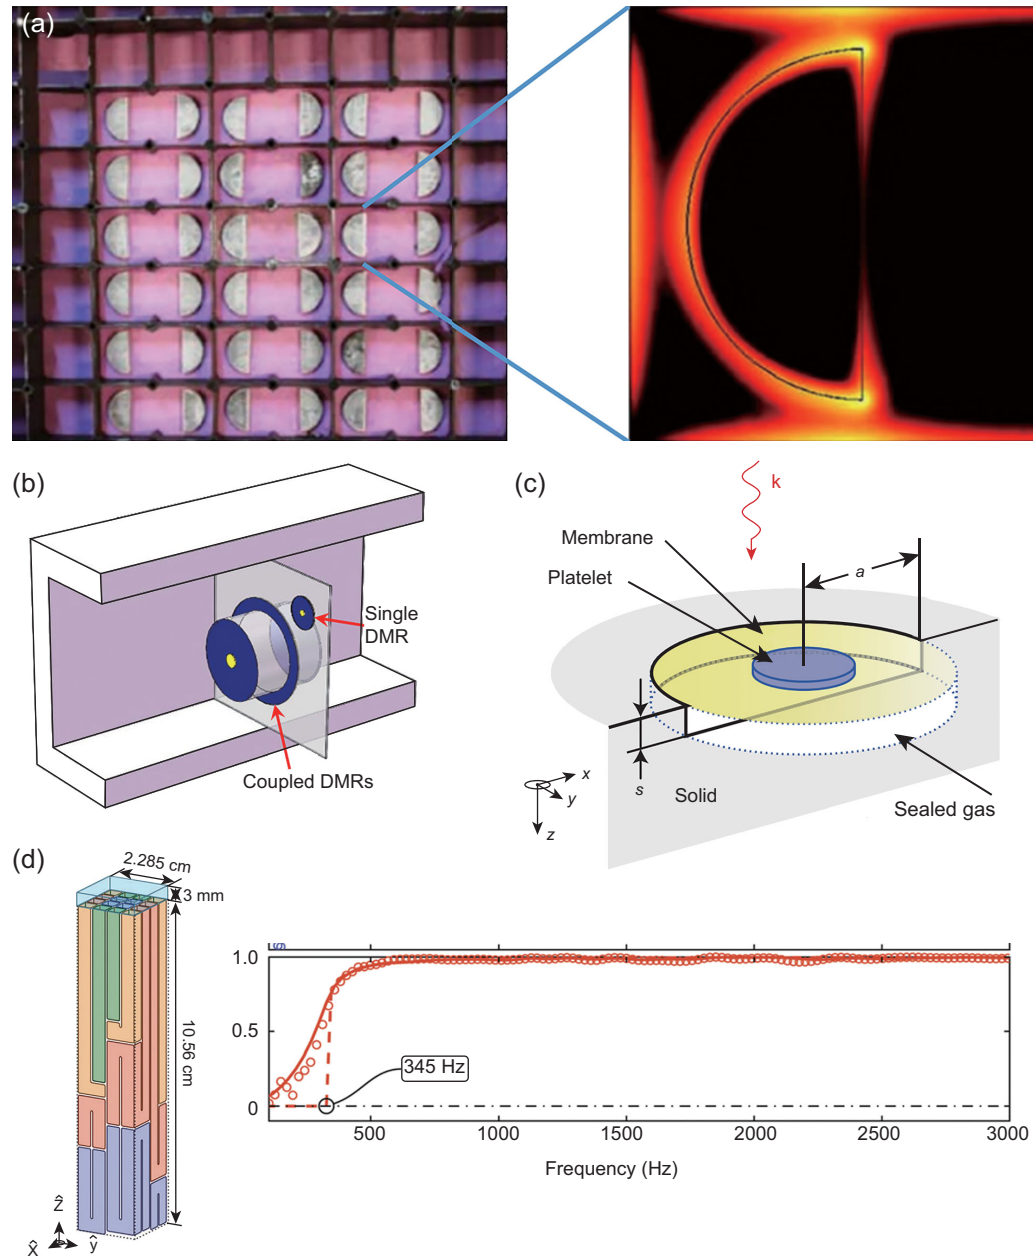 (a)
(b)
Single
DMR
Coupled DMRs
(c)
k
Membrane
Platelet
a
s
Solid
Sealed gas
x
y
z
(d)
2.285 cm
3 mm
10.56 cm
Ẑ
X̂
ŷ
1.0
0.5
0
345 Hz
500
1000
1500
2000
2500
3000
Frequency (Hz)